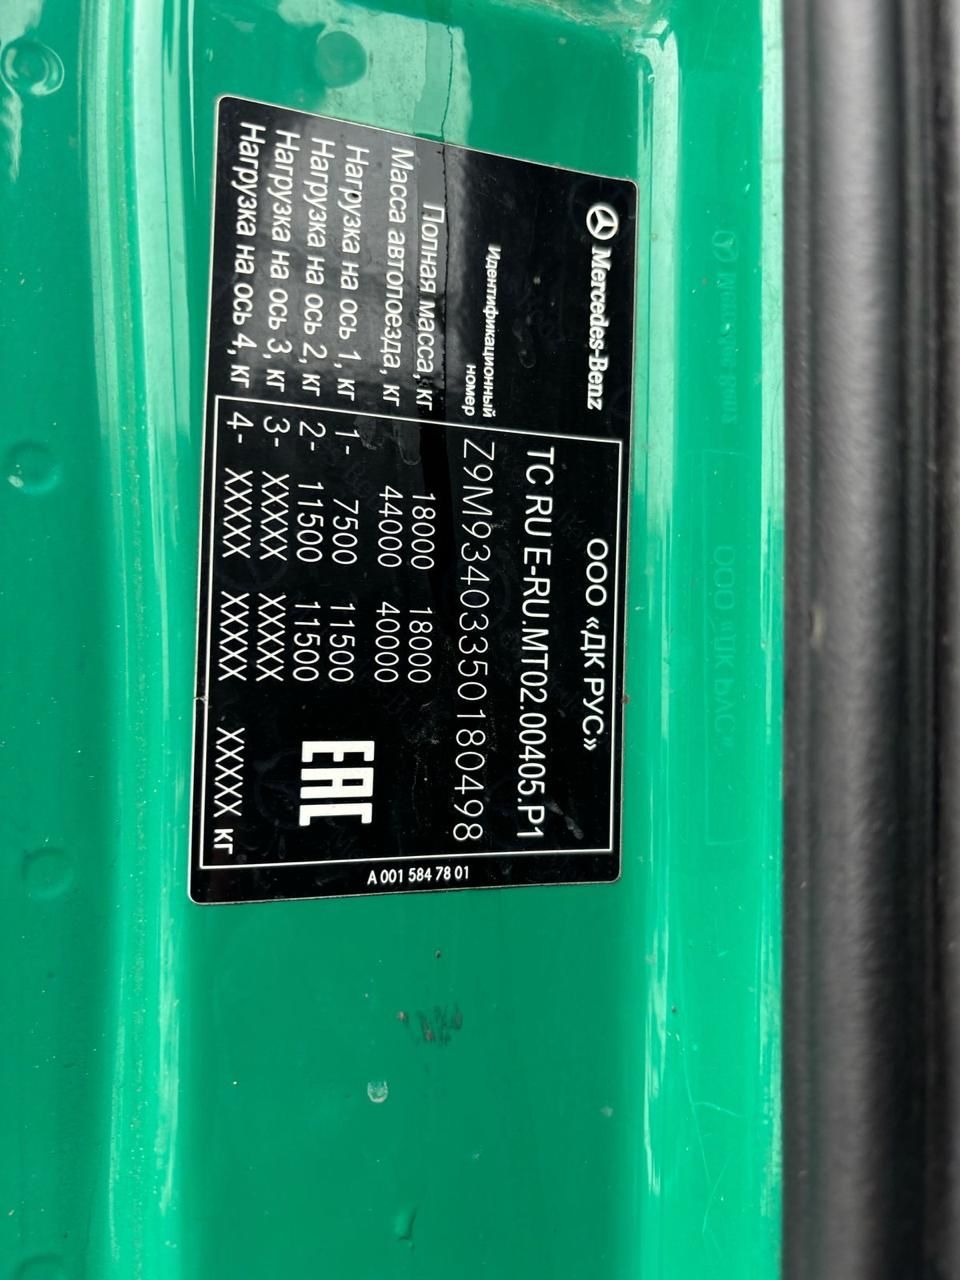 Mercedes-Benz
ООО «ДК РУС»
ТС RU E-RU.MT02.00405.P1
Идентификационный номер Z9M93403350180498
Полная масса, кг 18000 18000
Масса автопоезда, кг 44000 40000
Нагрузка на ось 1, кг 1- 7500 11500
Нагрузка на ось 2, кг 2- 11500 11500
Нагрузка на ось 3, кг 3- XXXXX XXXXX
Нагрузка на ось 4, кг 4- XXXXX XXXXX XXXXX кг
EAC
A 001 584 78 01